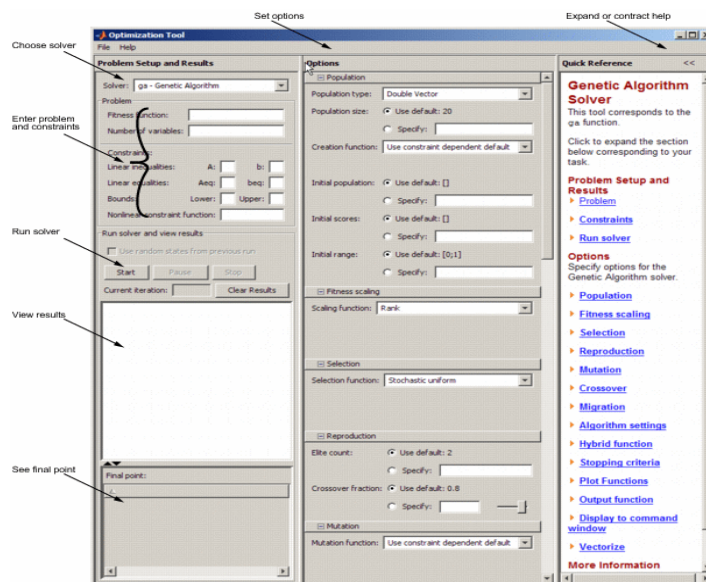 Set options
Expand or contract help
Choose solver
Enter problem
and constraints
Run solver
View results
See final point
Optimization Tool
File Help
Problem Setup and Results
Solver: ga - Genetic Algorithm
Problem
Fitness function:
Number of variables:
Constraints:
Linear inequalities: A: b:
Linear equalities: Aeq: beq:
Bounds: Lower: Upper:
Nonlinear constraint function:
Run solver and view results
Use random states from previous run
Start Pause Stop
Current iteration: Clear Results
Final point:
Options
Population
Population type: Double Vector
Population size: Use default: 20
Specify:
Creation function: Use constraint dependent default
Initial population: Use default: []
Specify:
Initial scores: Use default: []
Specify:
Initial range: Use default: [0;1]
Specify:
Fitness scaling
Scaling function: Rank
Selection
Selection function: Stochastic uniform
Reproduction
Elite count: Use default: 2
Specify:
Crossover fraction: Use default: 0.8
Specify:
Mutation
Mutation function: Use constraint dependent default
Quick Reference <<
Genetic Algorithm
Solver
This tool corresponds to the
ga function.
Click to expand the section
below corresponding to your
task.
Problem Setup and
Results
Problem
Constraints
Run solver
Options
Specify options for the
Genetic Algorithm solver.
Population
Fitness scaling
Selection
Reproduction
Mutation
Crossover
Migration
Algorithm settings
Hybrid function
Stopping criteria
Plot Functions
Output function
Display to command
window
Vectorize
More Information